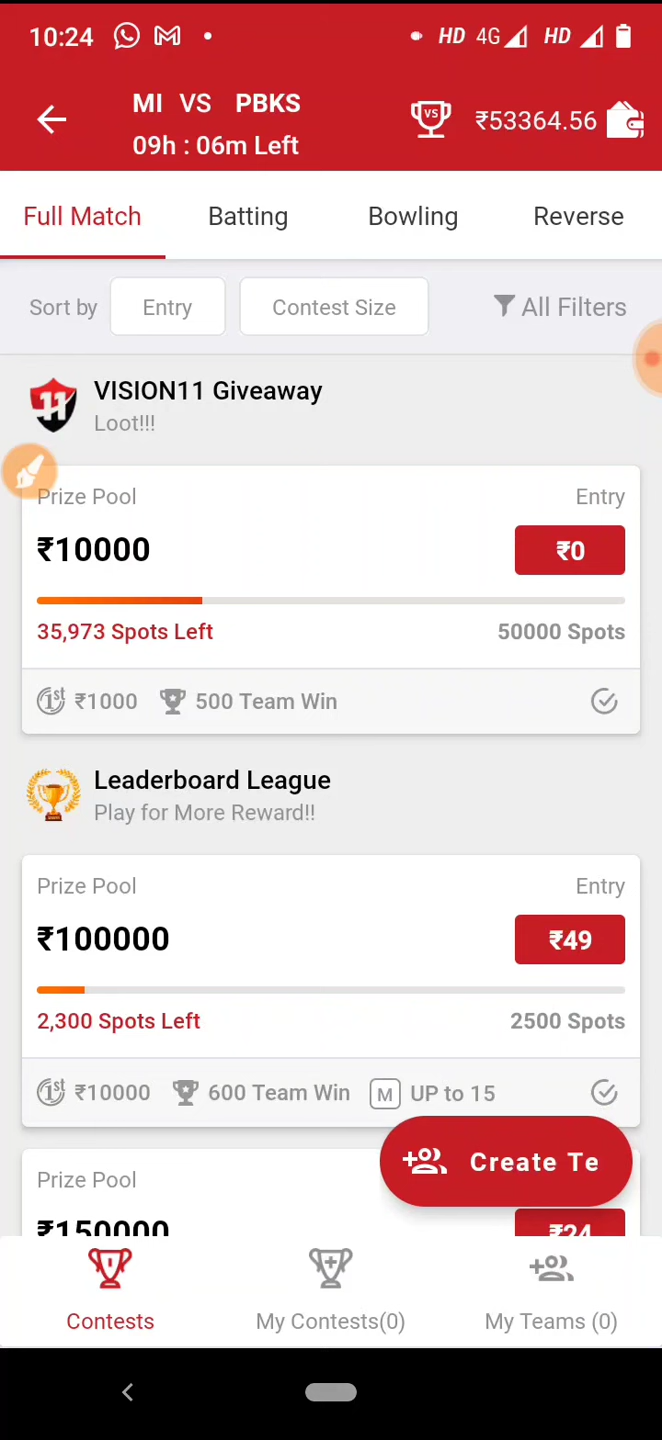 10:24 HD 4G HD
MI VS PBKS
09h : 06m Left
VS ₹53364.56
Full Match Batting Bowling Reverse
Sort by Entry Contest Size All Filters
11 VISION11 Giveaway
Loot!!!
Prize Pool Entry
₹10000 ₹0
35,973 Spots Left 50000 Spots
1st ₹1000 500 Team Win
Leaderboard League
Play for More Reward!!
Prize Pool Entry
₹100000 ₹49
2,300 Spots Left 2500 Spots
1st ₹10000 600 Team Win M UP to 15
Create Te
Prize Pool
₹150000 ₹24
Contests My Contests(0) My Teams (0)